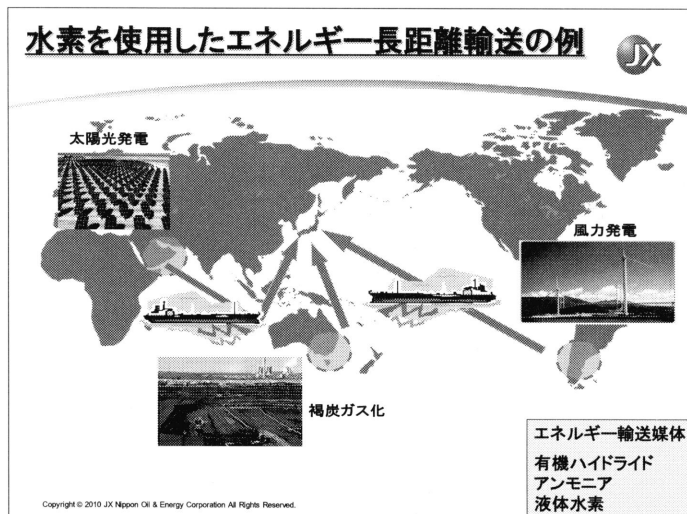 水素を使用したエネルギー長距離輸送の例
JX
太陽光発電
風力発電
褐炭ガス化
エネルギー輸送媒体
有機ハイドライド
アンモニア
液体水素
Copyright © 2010 JX Nippon Oil & Energy Corporation All Rights Reserved.